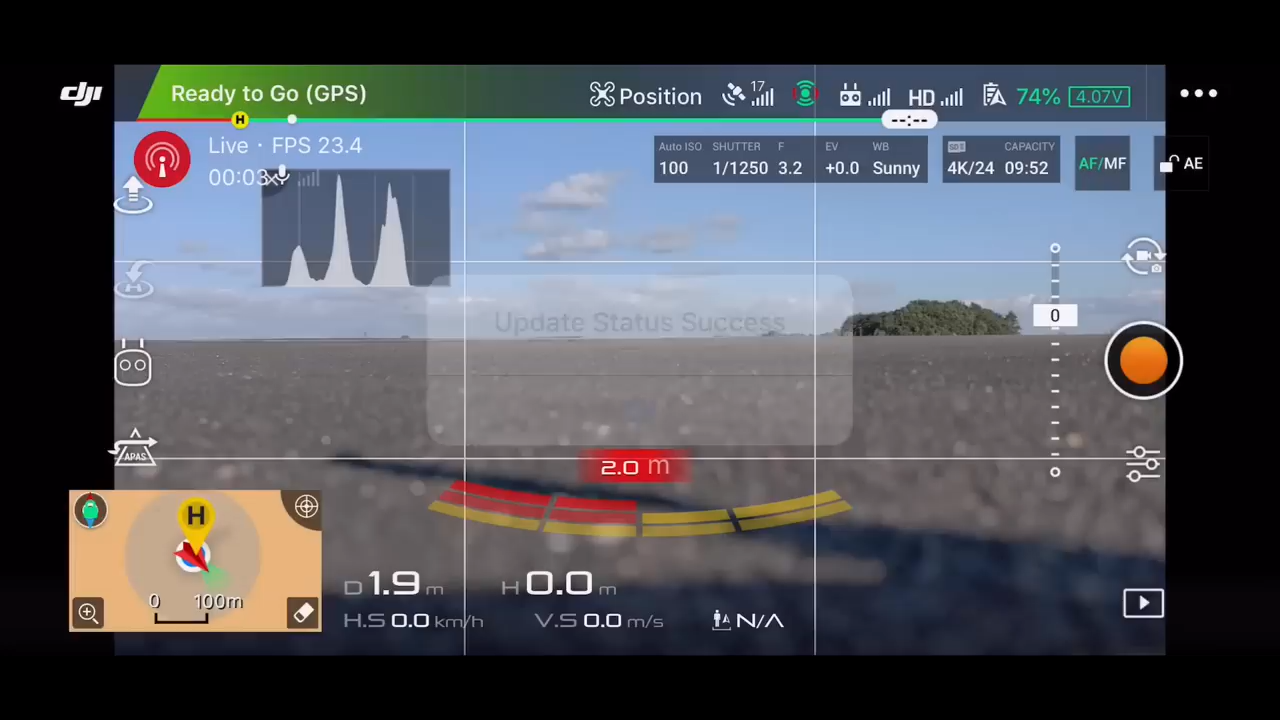 dji
Ready to Go (GPS)
Position
17
HD
74%
4.07V
H
--:--
Live · FPS 23.4
00:03
Auto ISO
100
SHUTTER
1/1250
F
3.2
EV
+0.0
WB
Sunny
4K/24
CAPACITY
09:52
AF/MF
AE
0
Update Status Success
APAS
2.0 m
H
0
100m
D 1.9 m
H 0.0 m
H.S 0.0 km/h
V.S 0.0 m/s
N/A